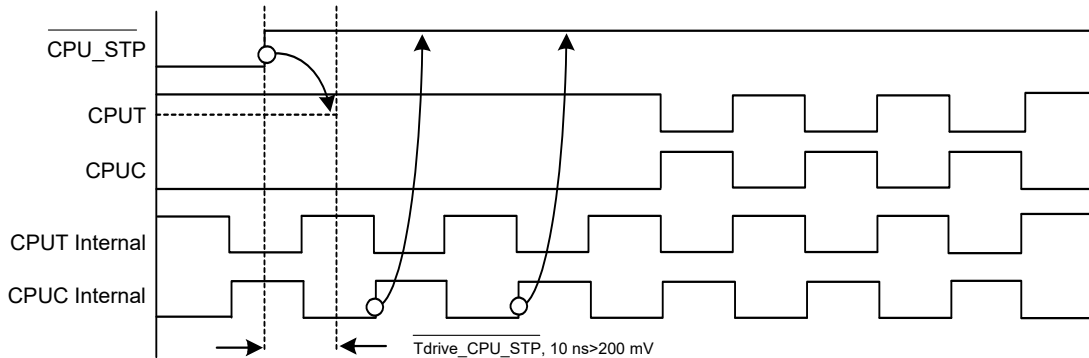 CPU_STP
CPUT
CPUC
CPUT Internal
CPUC Internal
Tdrive_CPU_STP, 10 ns>200 mV